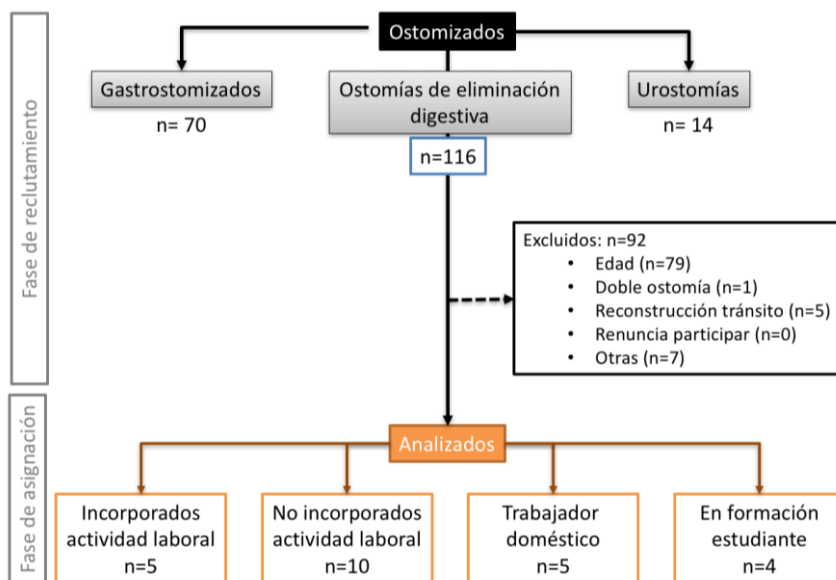 Fase de reclutamiento
Ostomizados
Gastrostomizados
n= 70
Ostomías de eliminación
digestiva
n=116
Urostomías
n= 14
Excluidos: n=92
• Edad (n=79)
• Doble ostomía (n=1)
• Reconstrucción tránsito (n=5)
• Renuncia participar (n=0)
• Otras (n=7)
Fase de asignación
Analizados
Incorporados
actividad laboral
n=5
No incorporados
actividad laboral
n=10
Trabajador
doméstico
n=5
En formación
estudiante
n=4